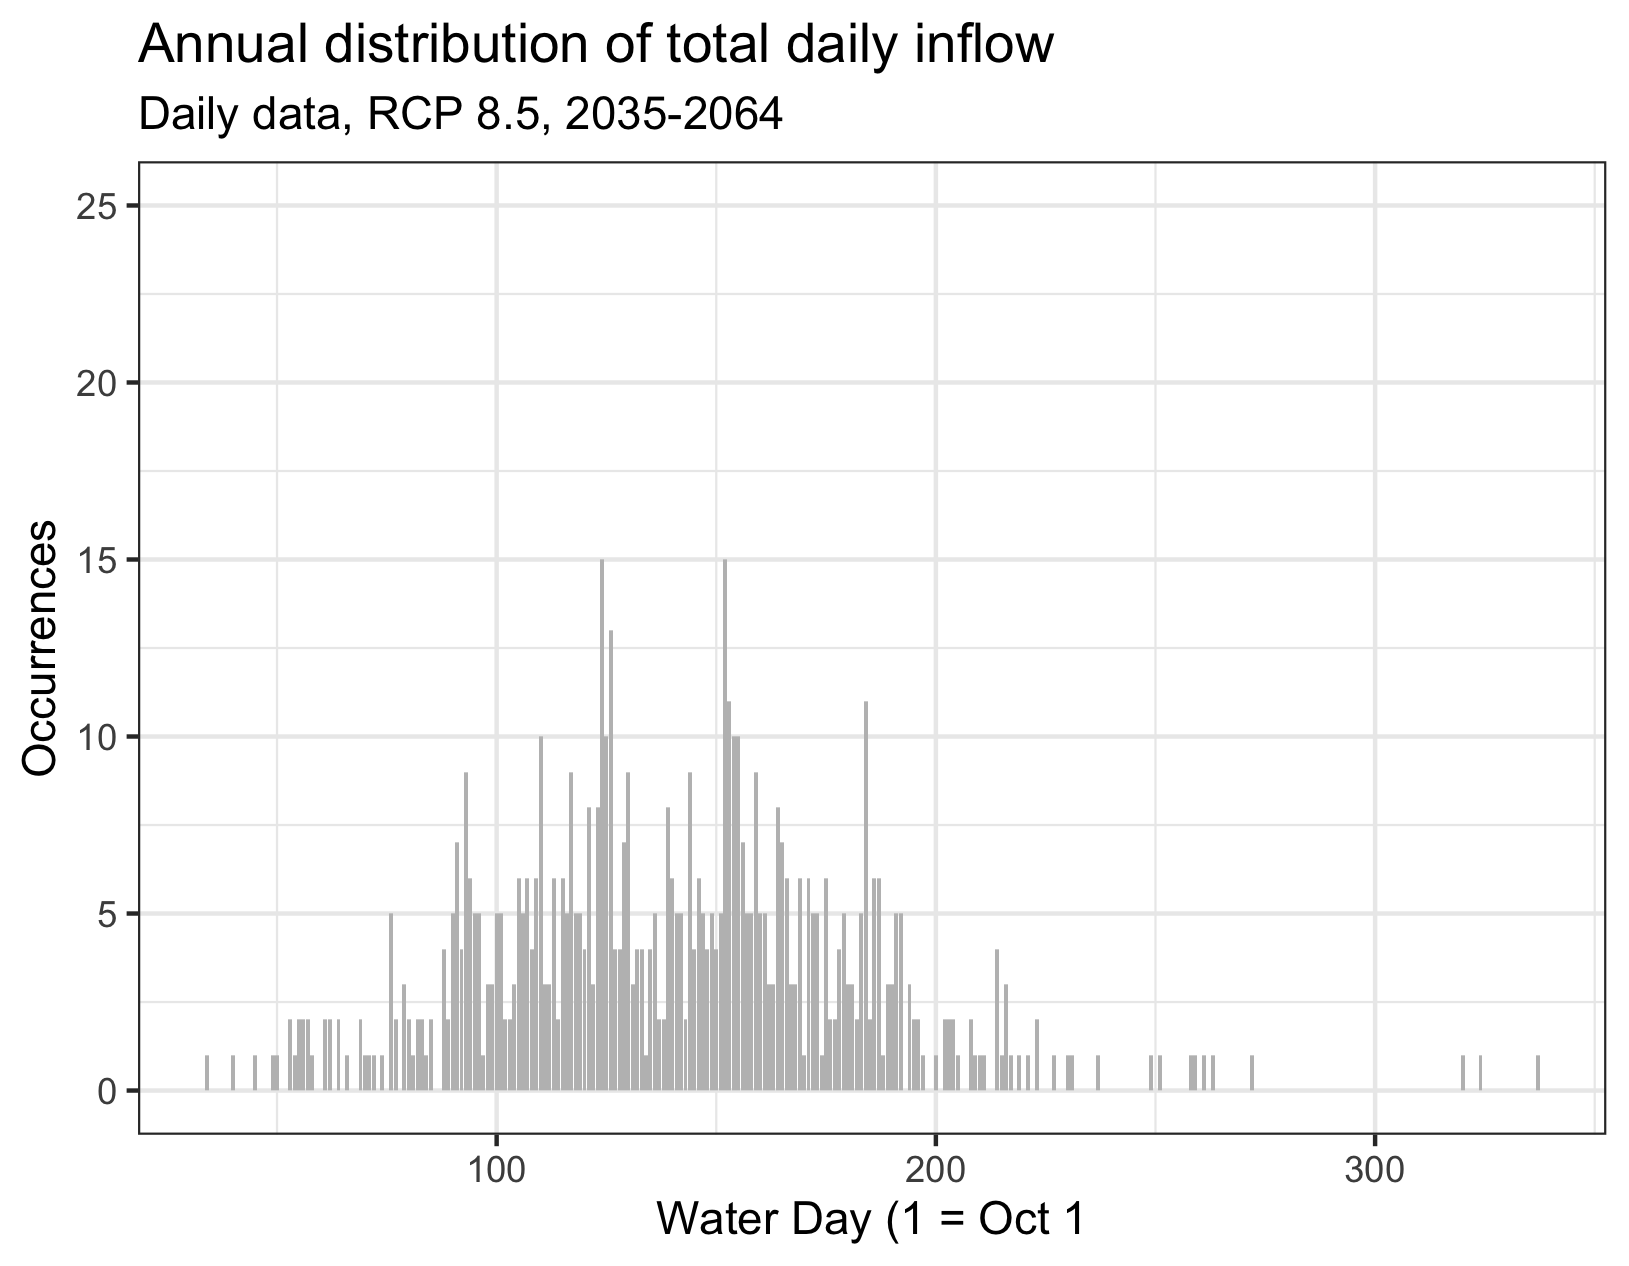 Annual distribution of total daily inflow
Daily data, RCP 8.5, 2035-2064
25
20
15
10
5
0
Occurrences
100 200 300
Water Day (1 = Oct 1